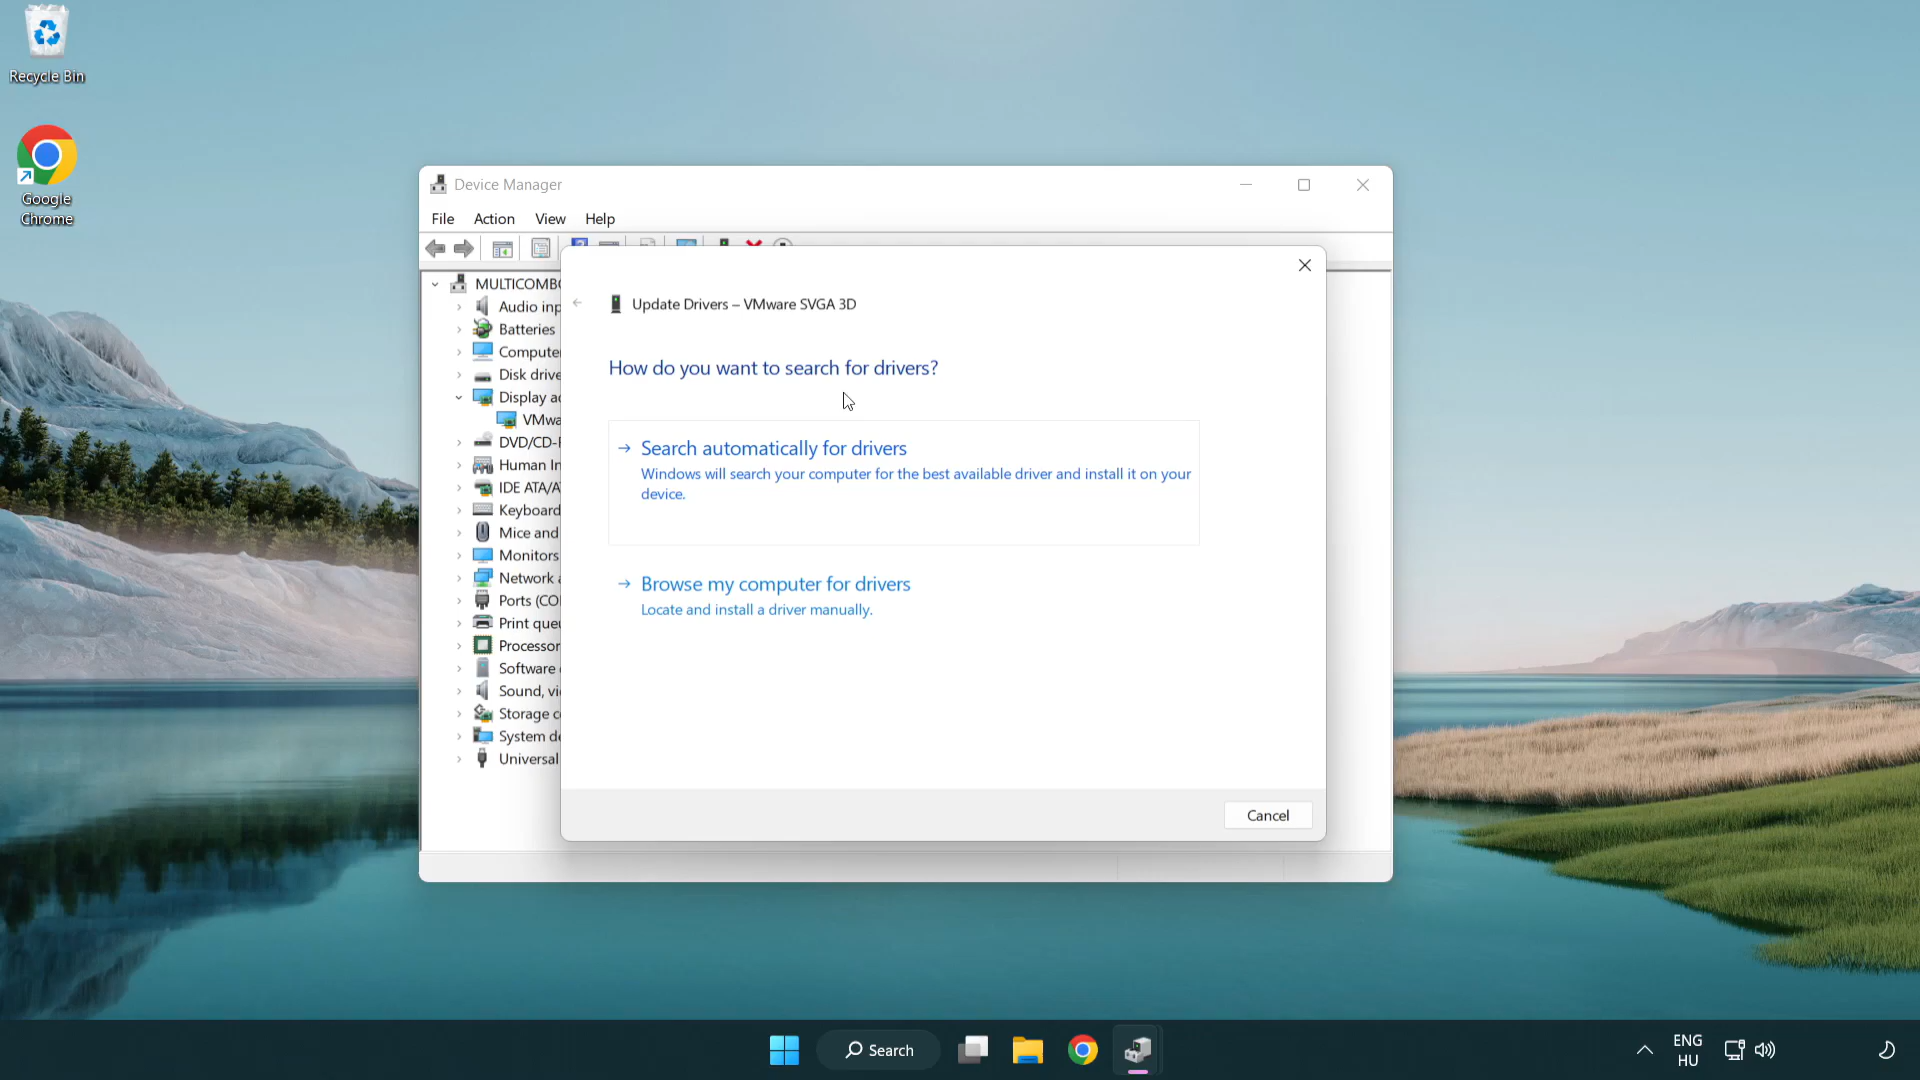 Recycle Bin
Google
Chrome
Device Manager
File Action View Help
Update Drivers – VMware SVGA 3D
How do you want to search for drivers?
Search automatically for drivers
Windows will search your computer for the best available driver and install it on your
device.
Browse my computer for drivers
Locate and install a driver manually.
Cancel
MULTICOMBO
Audio inp
Batteries
Compute
Disk drive
Display a
VMwa
DVD/CD-
Human In
IDE ATA/A
Keyboard
Mice and
Monitors
Network a
Ports (CO
Print que
Processor
Software
Sound, vi
Storage c
System de
Universal
Search
ENG
HU